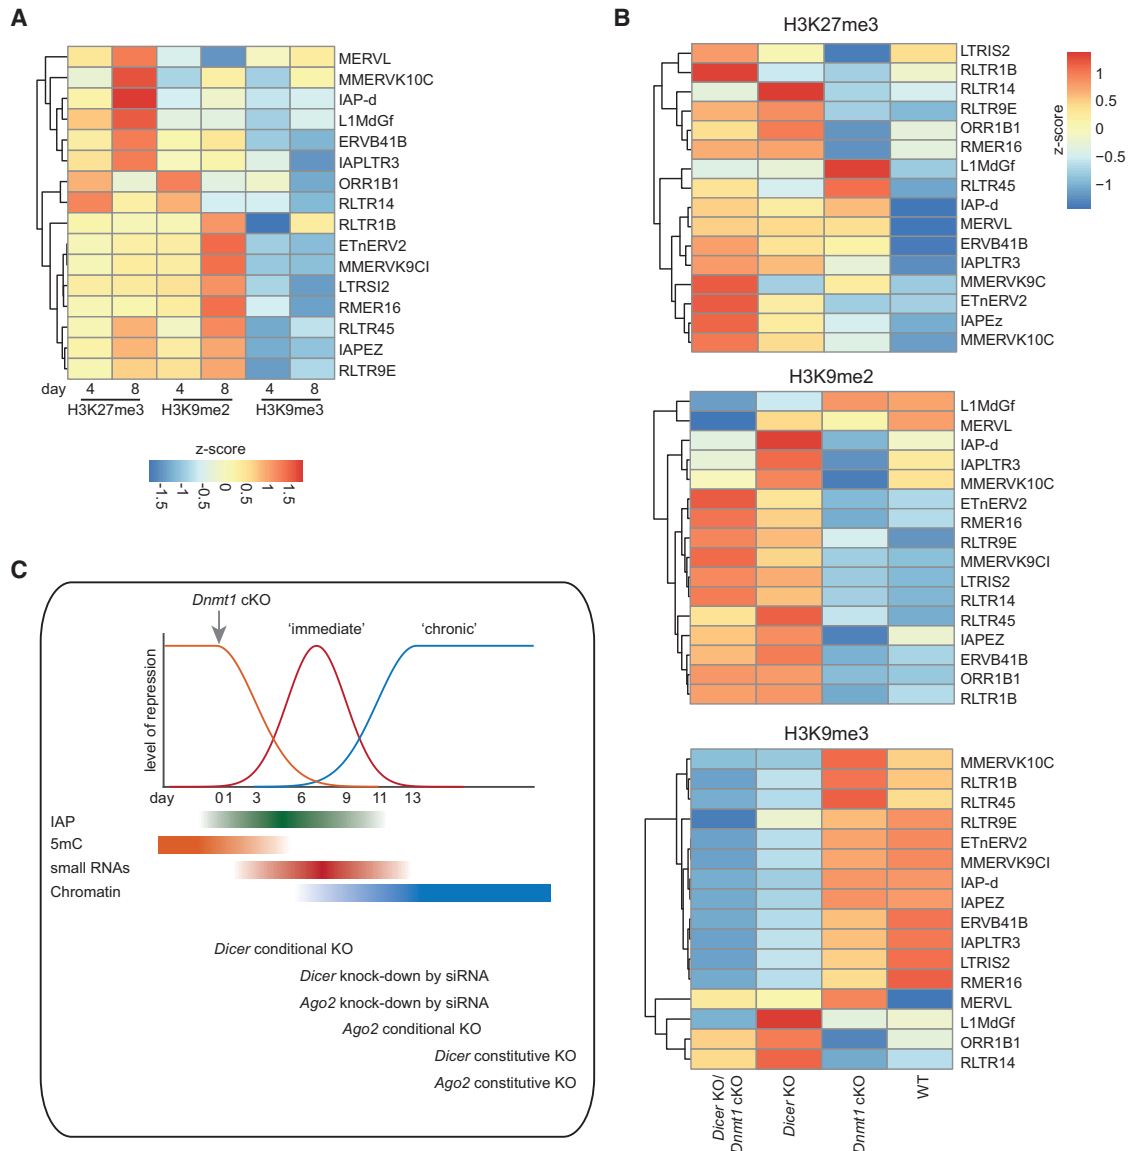 A
MERVL
MMERVK10C
IAP-d
L1MdGf
ERVB41B
IAPLTR3
ORR1B1
RLTR14
RLTR1B
ETnERV2
MMERVK9CI
LTRSI2
RMER16
RLTR45
IAPEZ
RLTR9E
day 4 8 4 8 4 8
H3K27me3 H3K9me2 H3K9me3
z-score
-1.5 -1 -0.5 0 0.5 1 1.5
B
H3K27me3
LTRIS2
RLTR1B
RLTR14
RLTR9E
ORR1B1
RMER16
L1MdGf
RLTR45
IAP-d
MERVL
ERVB41B
IAPLTR3
MMERVK9C
ETnERV2
IAPEz
MMERVK10C
z-score
1
0.5
0
−0.5
−1
H3K9me2
L1MdGf
MERVL
IAP-d
IAPLTR3
MMERVK10C
ETnERV2
RMER16
RLTR9E
MMERVK9CI
LTRIS2
RLTR14
RLTR45
IAPEZ
ERVB41B
ORR1B1
RLTR1B
H3K9me3
MMERVK10C
RLTR1B
RLTR45
RLTR9E
ETnERV2
MMERVK9CI
IAP-d
IAPEZ
ERVB41B
IAPLTR3
LTRIS2
RMER16
MERVL
L1MdGf
ORR1B1
RLTR14
Dicer KO/
Dnmt1 cKO
Dicer KO
Dnmt1 cKO
WT
C
Dnmt1 cKO
‘immediate’
‘chronic’
level of repression
day 0 1 3 6 9 11 13
IAP
5mC
small RNAs
Chromatin
Dicer conditional KO
Dicer knock-down by siRNA
Ago2 knock-down by siRNA
Ago2 conditional KO
Dicer constitutive KO
Ago2 constitutive KO